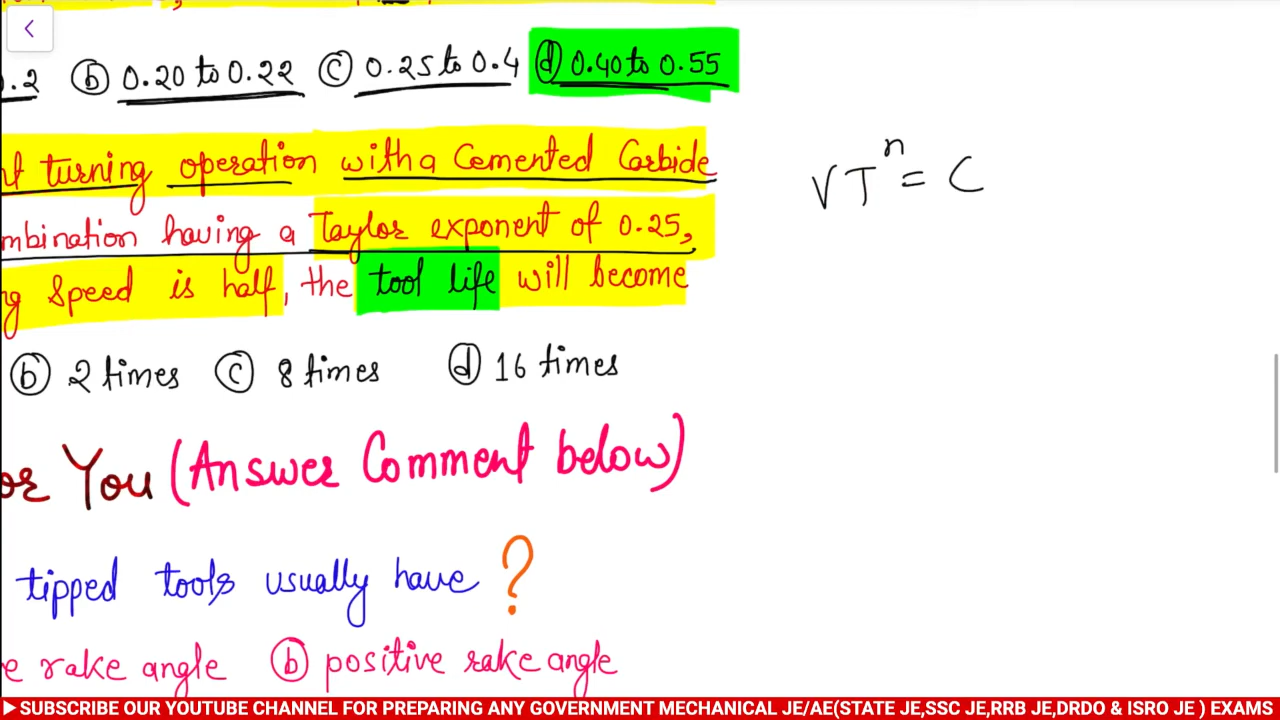 0.2 ⓑ 0.20 to 0.22 ⓒ 0.25 to 0.4 ⓓ 0.40 to 0.55
turning operation with a Cemented Carbide
mbination having a Taylor exponent of 0.25,
ng speed is half, the tool life will become
ⓑ 2 times ⓒ 8 times ⓓ 16 times
VTⁿ = C
or You (Answer Comment below)
tipped tools usually have ?
e rake angle ⓑ positive rake angle
▶SUBSCRIBE OUR YOUTUBE CHANNEL FOR PREPARING ANY GOVERNMENT MECHANICAL JE/AE(STATE JE,SSC JE,RRB JE,DRDO & ISRO JE ) EXAMS